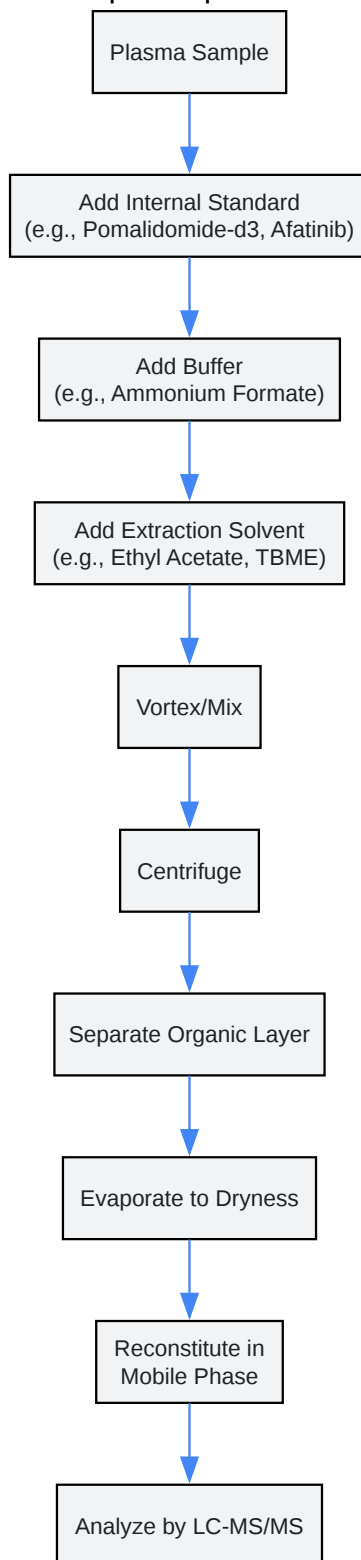 Plasma Sample
Add Internal Standard
(e.g., Pomalidomide-d3, Afatinib)
Add Buffer
(e.g., Ammonium Formate)
Add Extraction Solvent
(e.g., Ethyl Acetate, TBME)
Vortex/Mix
Centrifuge
Separate Organic Layer
Evaporate to Dryness
Reconstitute in
Mobile Phase
Analyze by LC-MS/MS